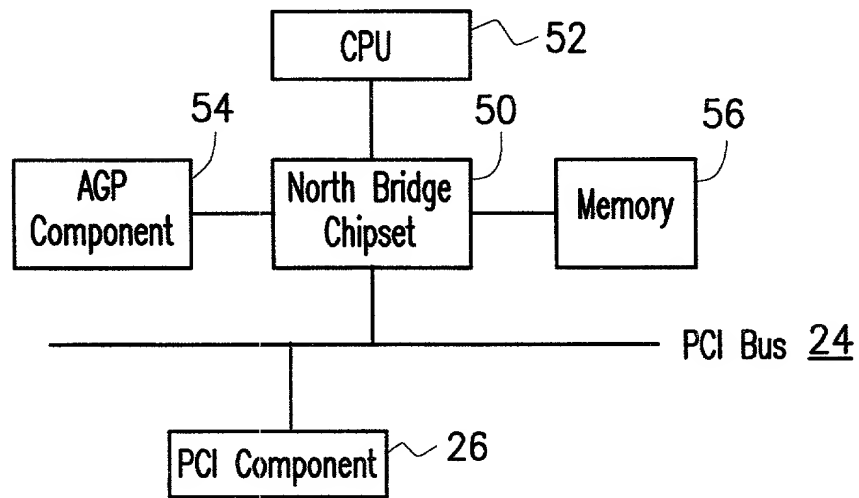 CPU
52
54
50
56
AGP
Component
North Bridge
Chipset
Memory
PCI Bus 24
PCI Component
26